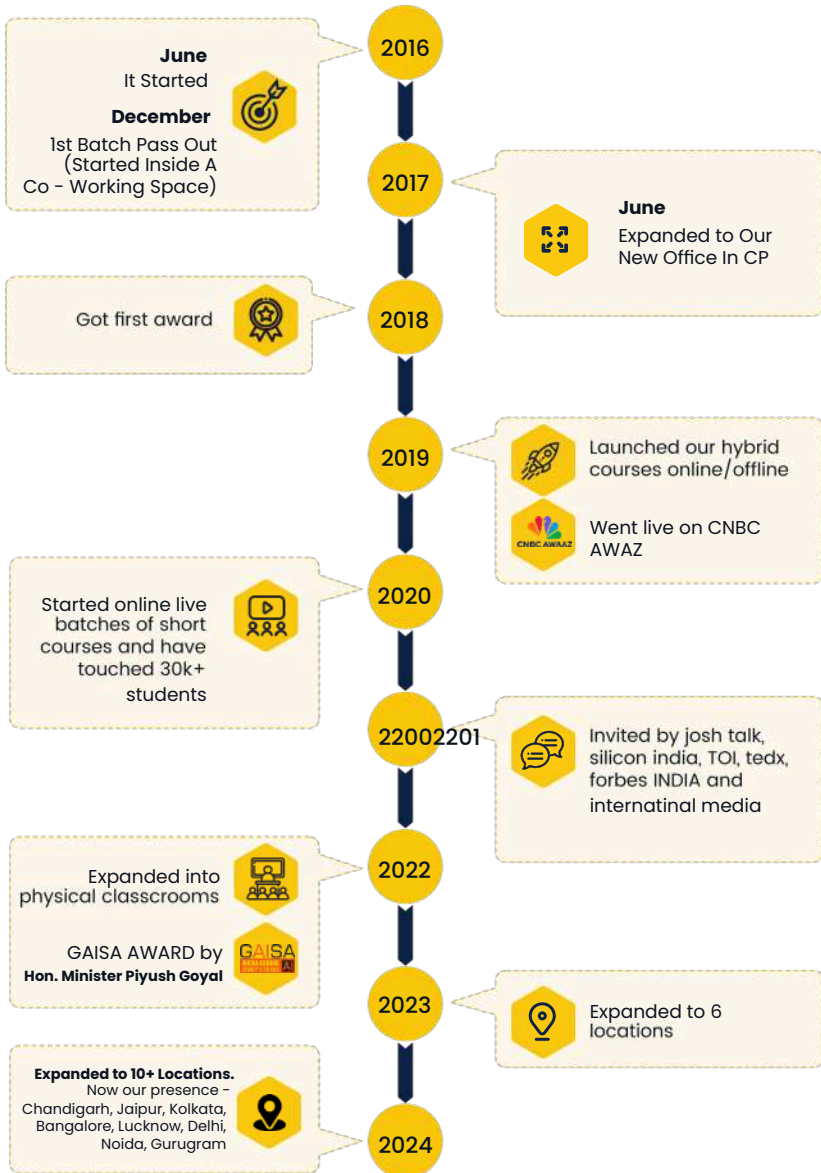 2016
June
It Started
December
1st Batch Pass Out
(Started Inside A
Co - Working Space)
2017
June
Expanded to Our
New Office In CP
2018
Got first award
2019
Launched our hybrid
courses online/offline
CNBC AWAAZ
Went live on CNBC
AWAZ
2020
Started online live
batches of short
courses and have
touched 30k+
students
22002201
Invited by josh talk,
silicon india, TOI, tedx,
forbes INDIA and
internatinal media
2022
Expanded into
physical classcrooms
GAISA AWARD by
Hon. Minister Piyush Goyal
GAISA
2023
Expanded to 6
locations
2024
Expanded to 10+ Locations.
Now our presence -
Chandigarh, Jaipur, Kolkata,
Bangalore, Lucknow, Delhi,
Noida, Gurugram